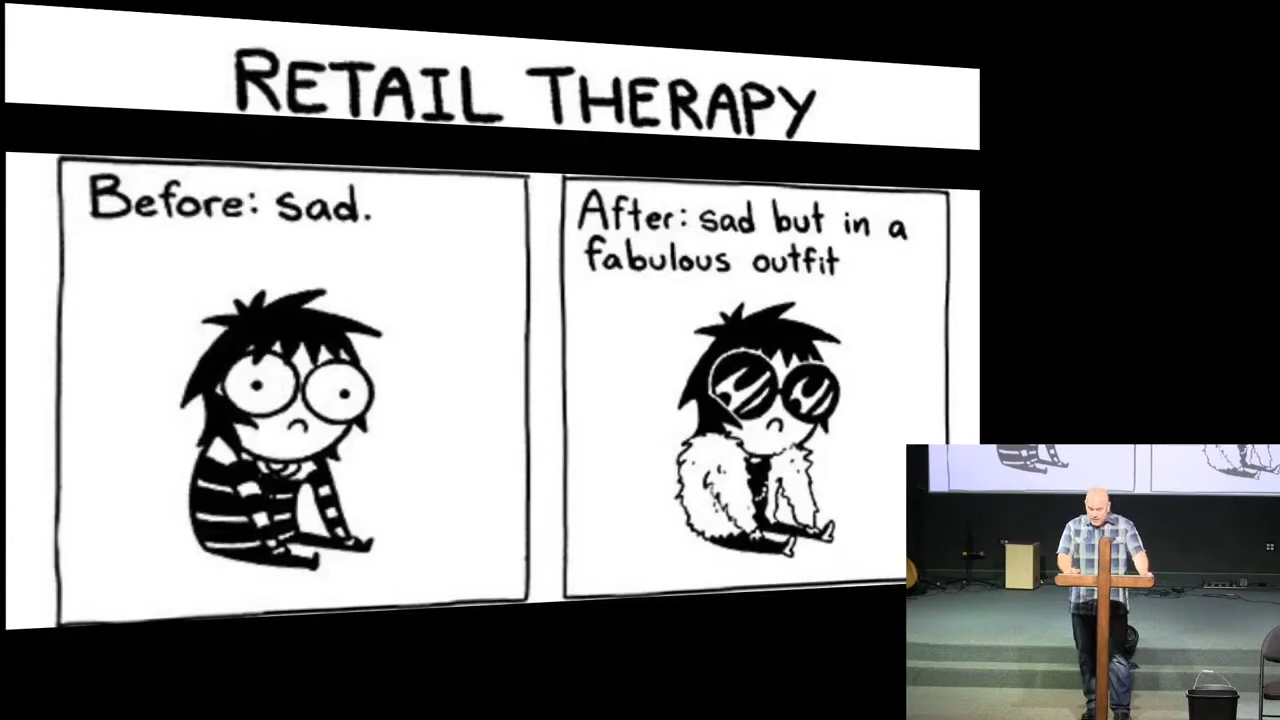 RETAIL THERAPY
Before: sad.
After: sad but in a
fabulous outfit